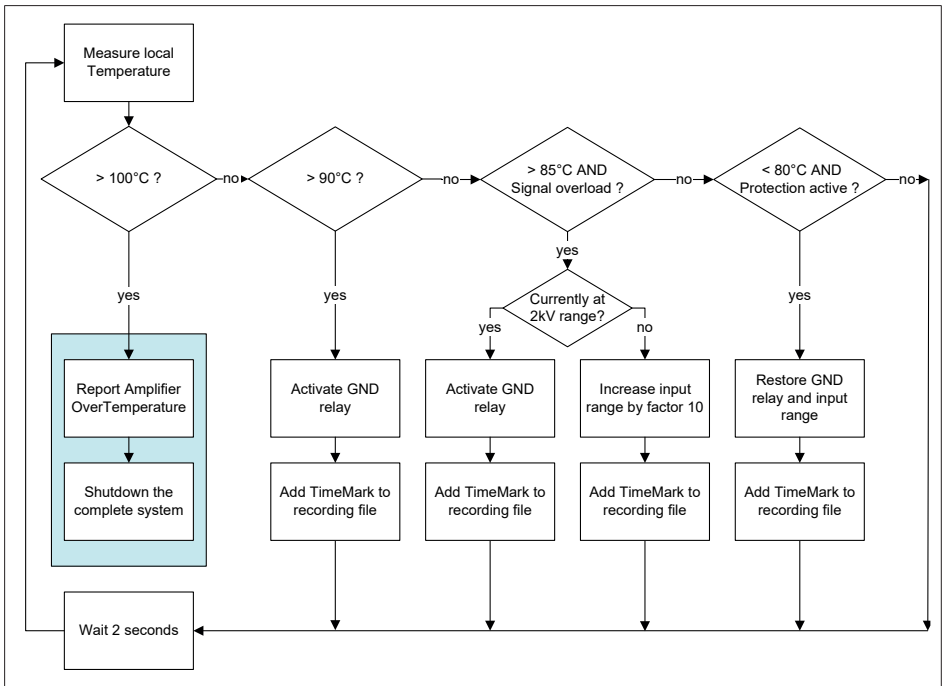 Measure local
Temperature
> 100°C ?
no
> 90°C ?
no
> 85°C AND
Signal overload ?
no
< 80°C AND
Protection active ?
no
yes
yes
yes
Currently at
2kV range?
yes
no
yes
Report Amplifier
OverTemperature
Activate GND
relay
Activate GND
relay
Increase input
range by factor 10
Restore GND
relay and input
range
Shutdown the
complete system
Add TimeMark to
recording file
Add TimeMark to
recording file
Add TimeMark to
recording file
Add TimeMark to
recording file
Wait 2 seconds